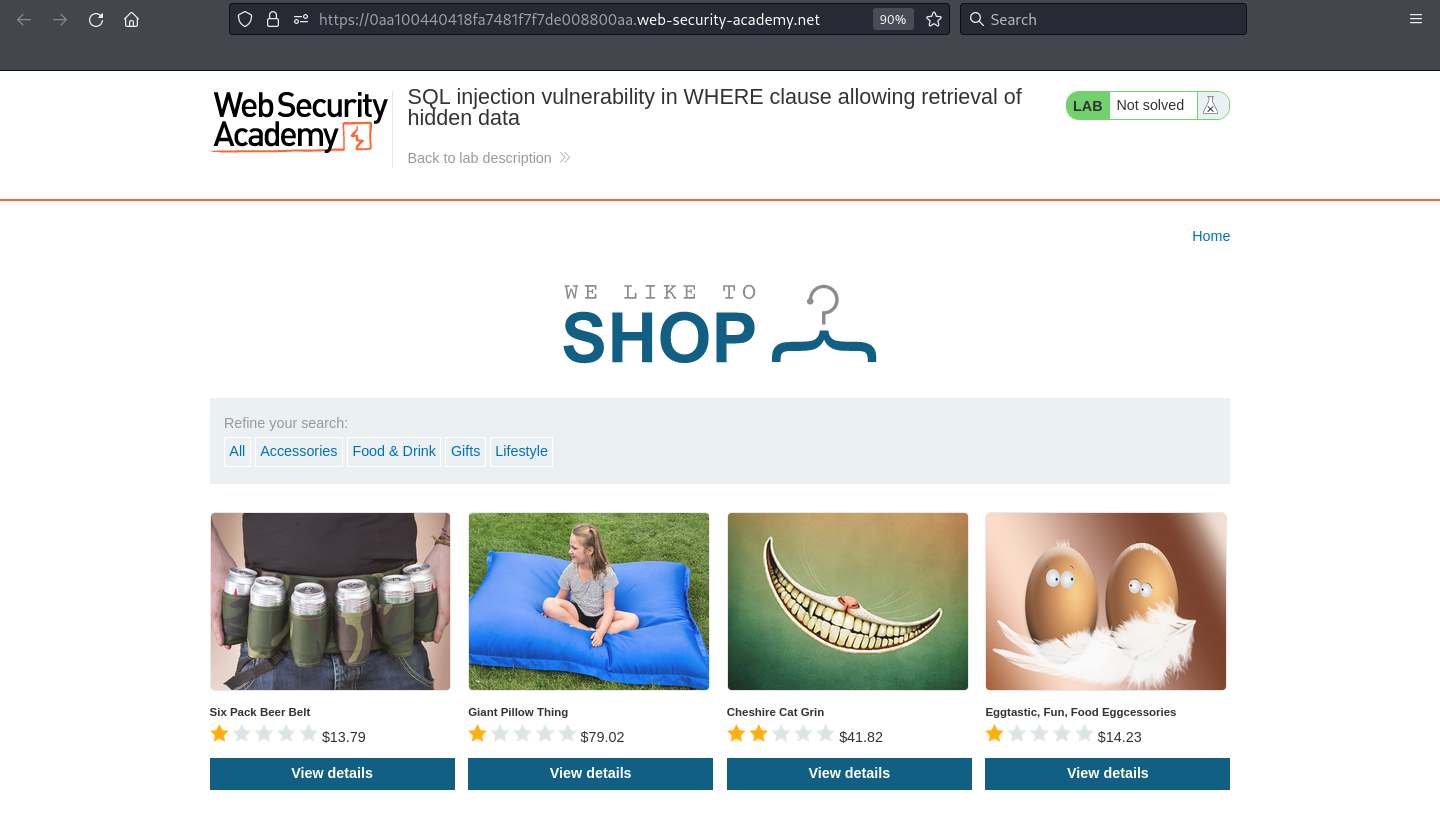 https://0aa100440418fa7481f7f7de008800aa.web-security-academy.net 90% Search
Web Security Academy
SQL injection vulnerability in WHERE clause allowing retrieval of
hidden data
LAB Not solved
Back to lab description
Home
WE LIKE TO
SHOP
Refine your search:
All Accessories Food & Drink Gifts Lifestyle
Six Pack Beer Belt
$13.79
View details
Giant Pillow Thing
$79.02
View details
Cheshire Cat Grin
$41.82
View details
Eggtastic, Fun, Food Eggcessories
$14.23
View details